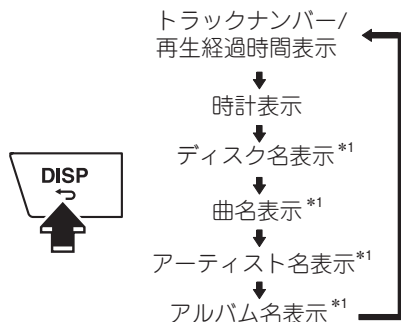 トラックナンバー/
再生経過時間表示
時計表示
ディスク名表示*1
DISP
曲名表示*1
アーティスト名表示*1
アルバム名表示*1